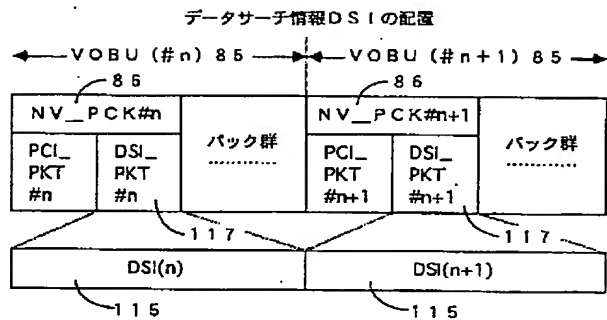 データサーチ情報DSIの配置
VOBU(#n)85 VOBU(#n+1)85
86 86
NV__PCK#n パック群 NV__PCK#n+1 パック群
PCI_ DSI_ ............ PCI_ DSI_ ............
PKT PKT PKT PKT
#n #n #n+1 #n+1
117 117
DSI(n) DSI(n+1)
115 115